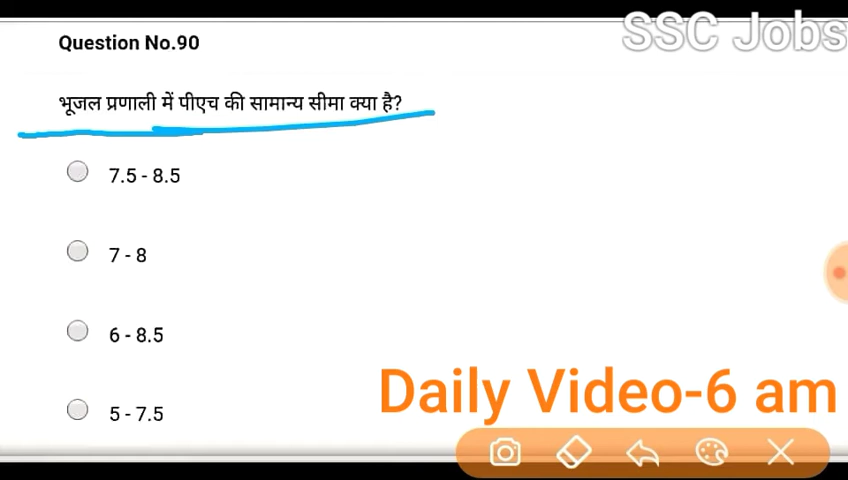 SSC Jobs
Question No.90
भूजल प्रणाली में पीएच की सामान्य सीमा क्या है?
7.5 - 8.5
7 - 8
6 - 8.5
5 - 7.5
Daily Video-6 am